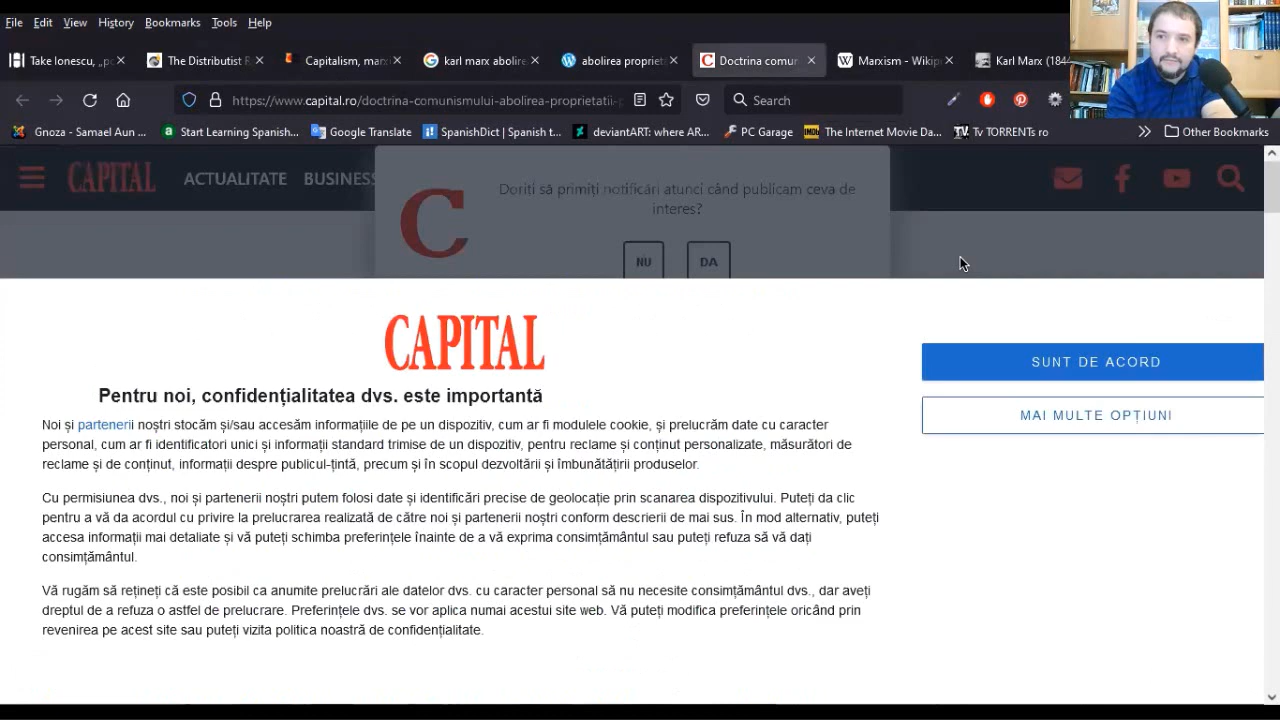 File Edit View History Bookmarks Tools Help
Take Ionescu, „p The Distributist R Capitalism, marx karl marx abolire abolirea propriet Doctrina comun Marxism - Wikip Karl Marx (184
https://www.capital.ro/doctrina-comunismului-abolirea-proprietatii-p Search
Gnoza - Samael Aun ... Start Learning Spanish... Google Translate SpanishDict | Spanish t... deviantART: where AR... PC Garage The Internet Movie Da... Tv TORRENTs ro Other Bookmarks
CAPITAL ACTUALITATE BUSINESS
Doriti să primiți notificări atunci când publicam ceva de
interes?
C
NU DA
CAPITAL
SUNT DE ACORD
Pentru noi, confidențialitatea dvs. este importantă
MAI MULTE OPȚIUNI
Noi și partenerii noștri stocăm și/sau accesăm informațiile de pe un dispozitiv, cum ar fi modulele cookie, și prelucrăm date cu caracter
personal, cum ar fi identificatori unici și informații standard trimise de un dispozitiv, pentru reclame și conținut personalizate, măsurători de
reclame și de conținut, informații despre publicul-țintă, precum și în scopul dezvoltării și îmbunătățirii produselor.
Cu permisiunea dvs., noi și partenerii noștri putem folosi date și identificări precise de geolocație prin scanarea dispozitivului. Puteți da clic
pentru a vă da acordul cu privire la prelucrarea realizată de către noi și partenerii noștri conform descrierii de mai sus. În mod alternativ, puteți
accesa informații mai detaliate și vă puteți schimba preferințele înainte de a vă exprima consimțământul sau puteți refuza să vă dați
consimțământul.
Vă rugăm să rețineți că este posibil ca anumite prelucrări ale datelor dvs. cu caracter personal să nu necesite consimțământul dvs., dar aveți
dreptul de a refuza o astfel de prelucrare. Preferințele dvs. se vor aplica numai acestui site web. Vă puteți modifica preferințele oricând prin
revenirea pe acest site sau puteți vizita politica noastră de confidențialitate.